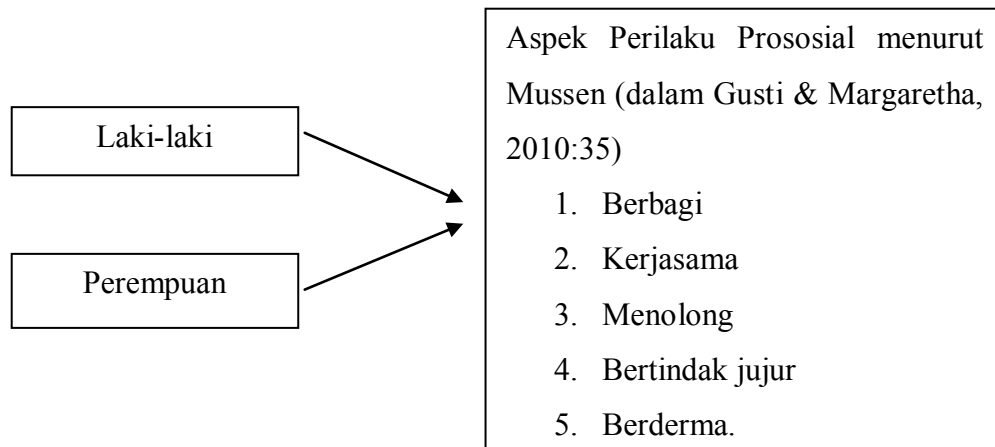 Aspek Perilaku Prososial menurut
Mussen (dalam Gusti & Margaretha,
2010:35)
Laki-laki
Perempuan
1. Berbagi
2. Kerjasama
3. Menolong
4. Bertindak jujur
5. Berderma.